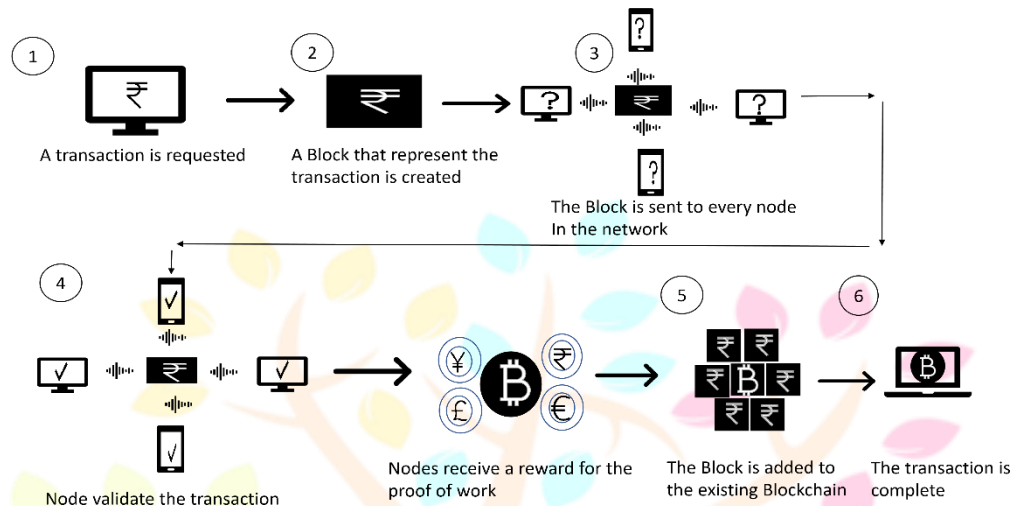 1
2
3
A transaction is requested
A Block that represent the
transaction is created
The Block is sent to every node
In the network
4
5
6
Node validate the transaction
Nodes receive a reward for the
proof of work
The Block is added to
the existing Blockchain
The transaction is
complete